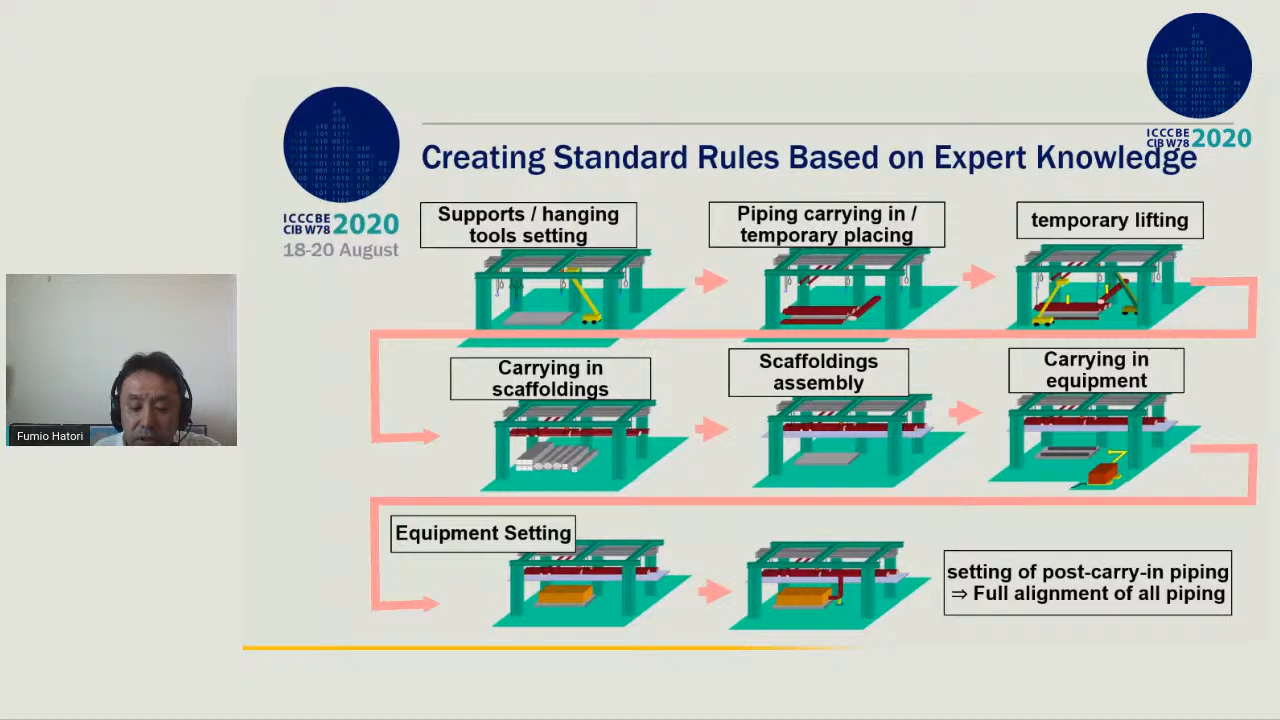 ICCCBE
CIB W78 2020
ICCCBE
CIB W78 2020
18-20 August
Creating Standard Rules Based on Expert Knowledge
Supports / hanging
tools setting
Piping carrying in /
temporary placing
temporary lifting
Carrying in
scaffoldings
Scaffoldings
assembly
Carrying in
equipment
Equipment Setting
setting of post-carry-in piping
⇒ Full alignment of all piping
Fumio Hatori